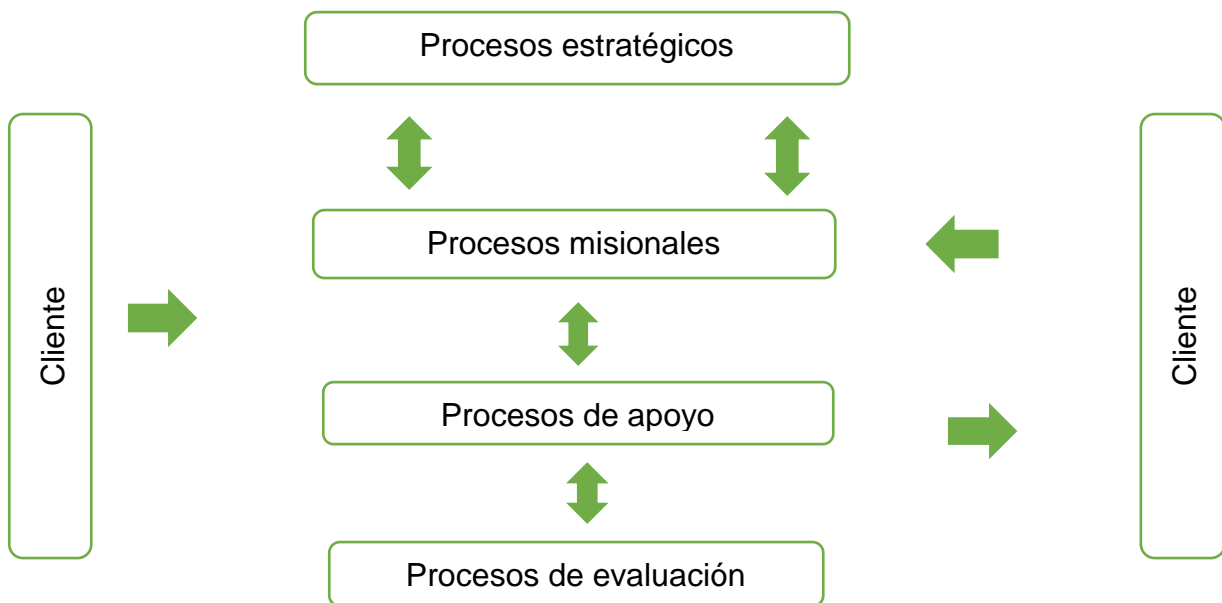 Procesos estratégicos
Cliente
Procesos misionales
Cliente
Procesos de apoyo
Procesos de evaluación